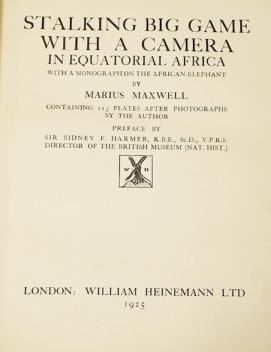 STALKING BIG GAME
WITH A CAMERA
IN EQUATORIAL AFRICA
WITH A MONOGRAPH ON THE AFRICAN ELEPHANT
BY
MARIUS MAXWELL
CONTAINING 113 PLATES AFTER PHOTOGRAPHS
BY THE AUTHOR
PREFACE BY
SIR SIDNEY F. HARMER, K.B.E., Sc.D., V.P.R.S.
DIRECTOR OF THE BRITISH MUSEUM (NAT. HIST.)
W H
LONDON: WILLIAM HEINEMANN LTD
1925